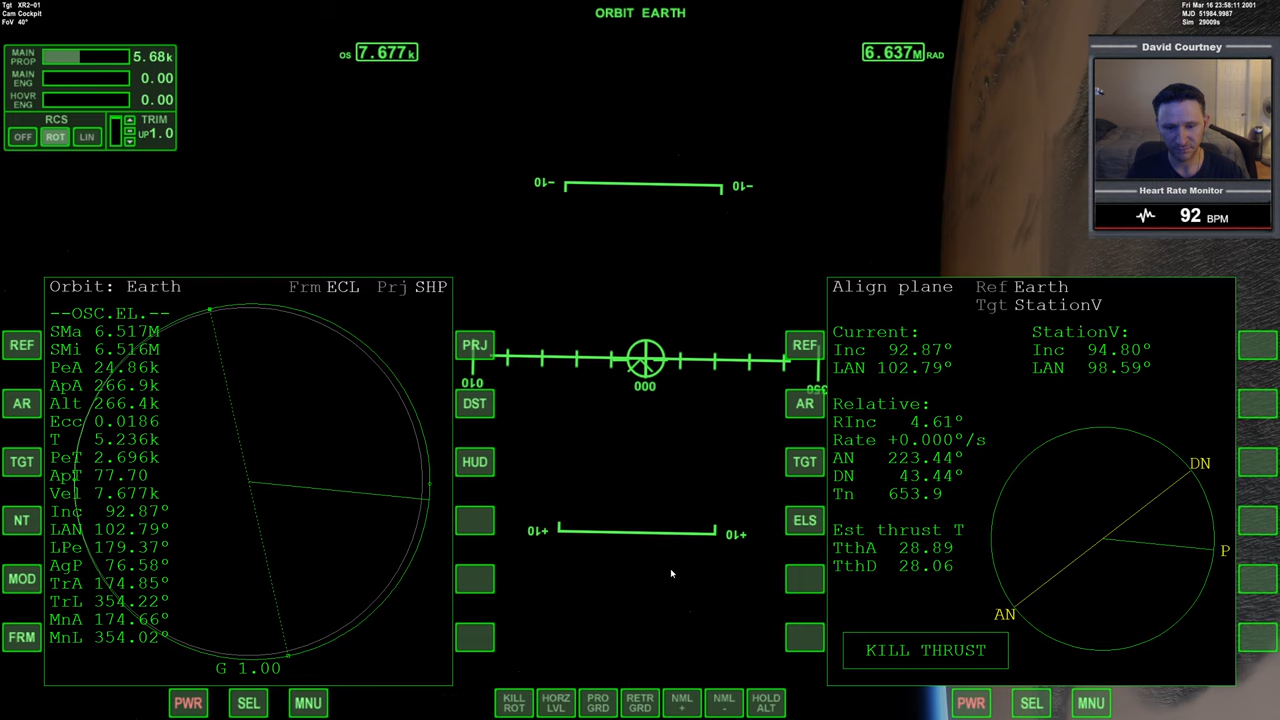 Tgt XR2-01
Cam Cockpit
FoV 40°
ORBIT EARTH
Fri Mar 16 23:58:11 2001
MJD 51984.9987
Sim 29009s
OS 7.677k
6.637M RAD
MAIN PROP 5.68k
MAIN ENG 0.00
HOVR ENG 0.00
RCS
OFF ROT LIN
TRIM
UP 1.0
David Courtney
Heart Rate Monitor
92 BPM
10- 10-
010 000 350
10+ 10+
Orbit: Earth Frm ECL Prj SHP
--OSC.EL.--
SMa 6.517M
SMi 6.516M
PeA 24.86k
ApA 266.9k
Alt 266.4k
Ecc 0.0186
T 5.236k
PeT 2.696k
ApT 77.70
Vel 7.677k
Inc 92.87°
LAN 102.79°
LPe 179.37°
AgP 76.58°
TrA 174.85°
TrL 354.22°
MnA 174.66°
MnL 354.02°
G 1.00
REF
AR
TGT
NT
MOD
FRM
PRJ
DST
HUD
PWR SEL MNU
KILL ROT
HORZ LVL
PRO GRD
RETR GRD
NML +
NML -
HOLD ALT
REF
AR
TGT
ELS
Align plane Ref Earth
Tgt StationV
Current: StationV:
Inc 92.87° Inc 94.80°
LAN 102.79° LAN 98.59°
Relative:
RInc 4.61°
Rate +0.000°/s
AN 223.44°
DN 43.44°
Tn 653.9
Est thrust T
TthA 28.89
TthD 28.06
DN
P
AN
KILL THRUST
PWR SEL MNU